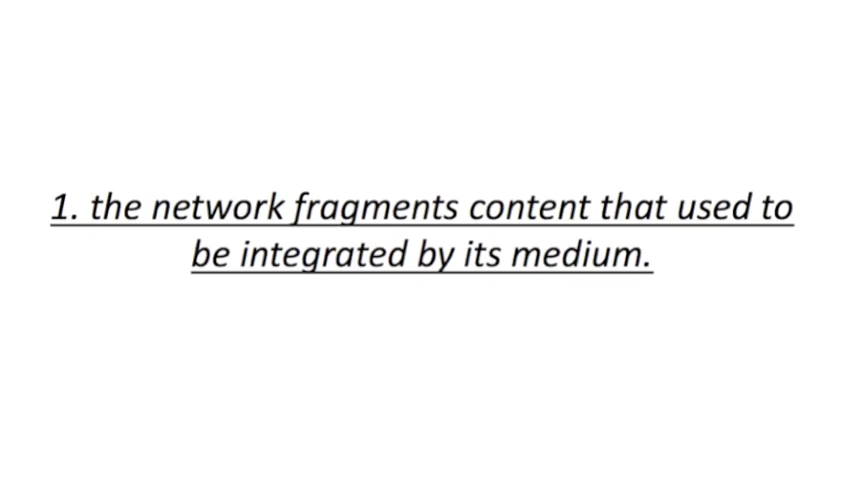 1. the network fragments content that used to
be integrated by its medium.